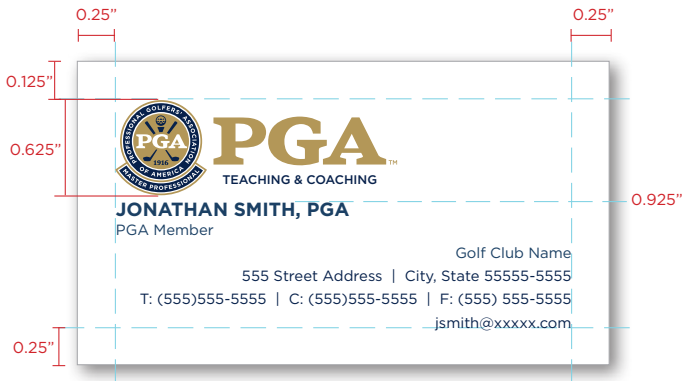 0.25” 0.25”
0.125”
0.625”
PROFESSIONAL GOLFERS' ASSOCIATION
OF AMERICA
PGA
1916
MASTER PROFESSIONAL
PGA™
TEACHING & COACHING
0.925”
JONATHAN SMITH, PGA
PGA Member
Golf Club Name
555 Street Address | City, State 55555-5555
T: (555)555-5555 | C: (555)555-5555 | F: (555) 555-5555
jsmith@xxxxx.com
0.25”